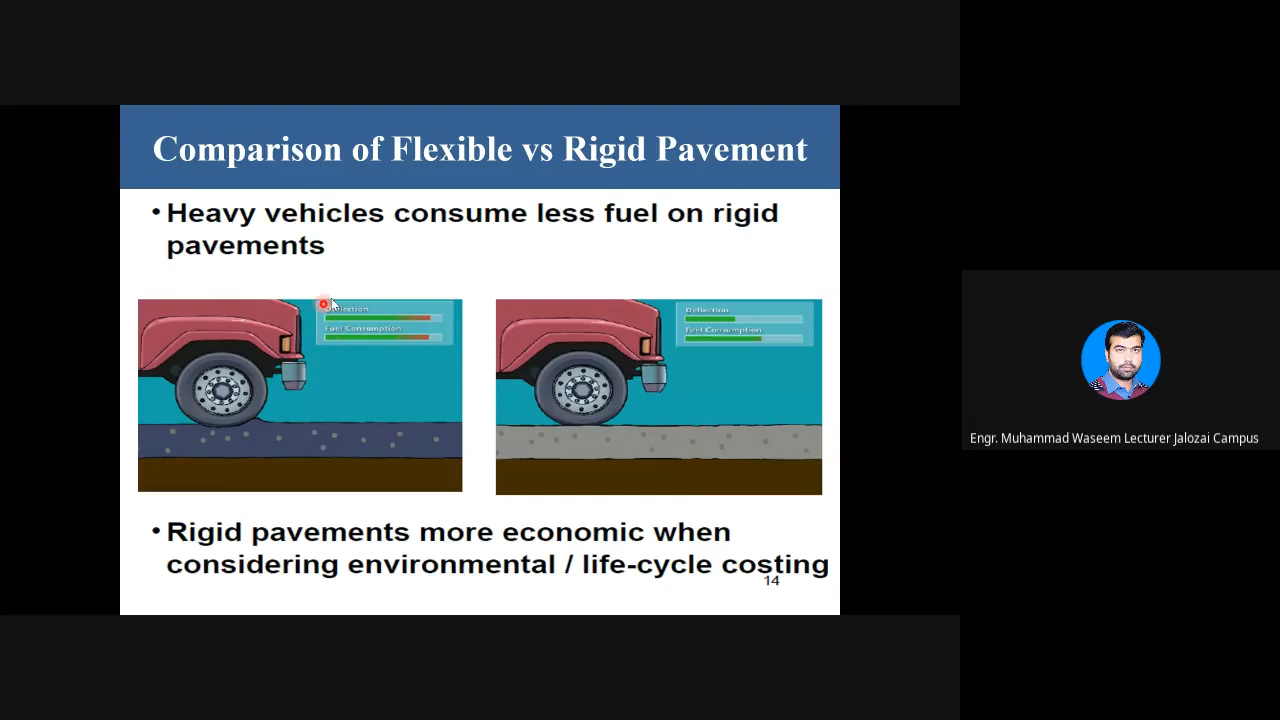 Comparison of Flexible vs Rigid Pavement
• Heavy vehicles consume less fuel on rigid
pavements
Deflection
Fuel Consumption
Deflection
Fuel Consumption
• Rigid pavements more economic when
considering environmental / life-cycle costing
14
Engr. Muhammad Waseem Lecturer Jalozai Campus